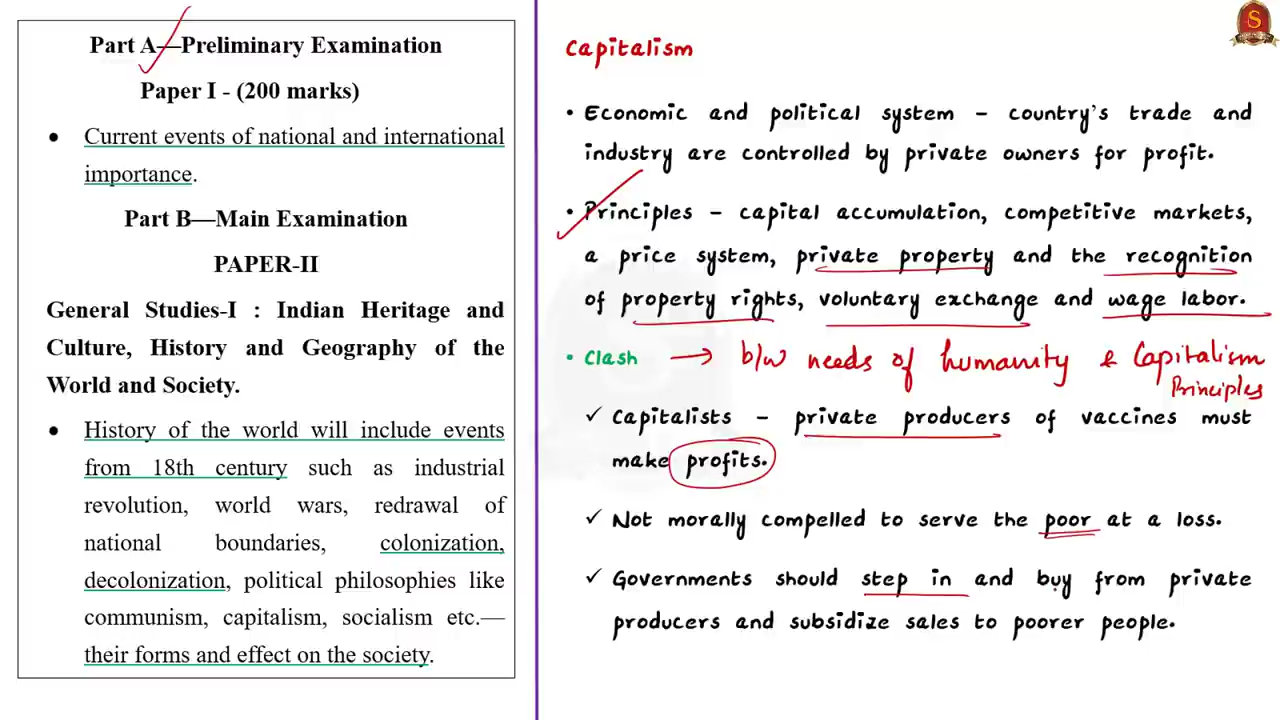 Part A—Preliminary Examination
Paper I - (200 marks)
● Current events of national and international
importance.
Part B—Main Examination
PAPER-II
General Studies-I : Indian Heritage and
Culture, History and Geography of the
World and Society.
● History of the world will include events
from 18th century such as industrial
revolution, world wars, redrawal of
national boundaries, colonization,
decolonization, political philosophies like
communism, capitalism, socialism etc.—
their forms and effect on the society.
S
Capitalism
• Economic and political system – country's trade and
industry are controlled by private owners for profit.
• Principles – capital accumulation, competitive markets,
a price system, private property and the recognition
of property rights, voluntary exchange and wage labor.
• Clash → b/w needs of humanity & Capitalism
Principles
✓ Capitalists – private producers of vaccines must
make profits.
✓ Not morally compelled to serve the poor at a loss.
✓ Governments should step in and buy from private
producers and subsidize sales to poorer people.